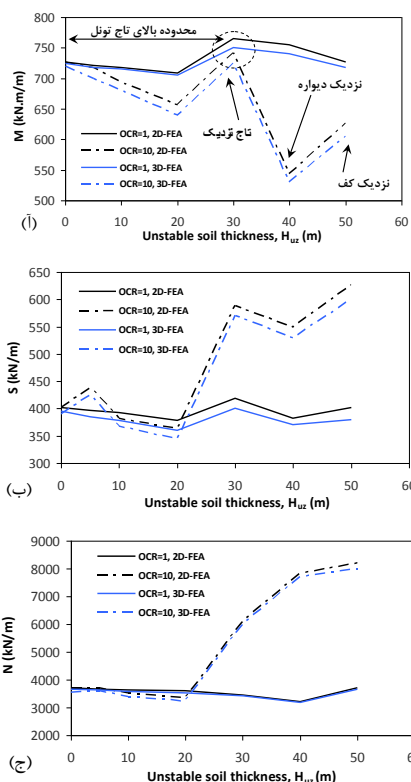 800
750
700
650
600
550
500
M (kN.m/m)
محدوده بالای تاج تونل
نزدیک دیواره
تاج نزدیک
نزدیک کف
OCR=1, 2D-FEA
OCR=10, 2D-FEA
OCR=1, 3D-FEA
OCR=10, 3D-FEA
0 10 20 30 40 50 60
Unstable soil thickness, Huz (m)
(آ)
650
600
550
500
450
400
350
300
S (kN/m)
OCR=1, 2D-FEA
OCR=10, 2D-FEA
OCR=1, 3D-FEA
OCR=10, 3D-FEA
0 10 20 30 40 50 60
Unstable soil thickness, Huz (m)
(ب)
9000
8000
7000
6000
5000
4000
3000
2000
N (kN/m)
OCR=1, 2D-FEA
OCR=10, 2D-FEA
OCR=1, 3D-FEA
OCR=10, 3D-FEA
0 10 20 30 40 50 60
Unstable soil thickness, Huz (m)
(ج)